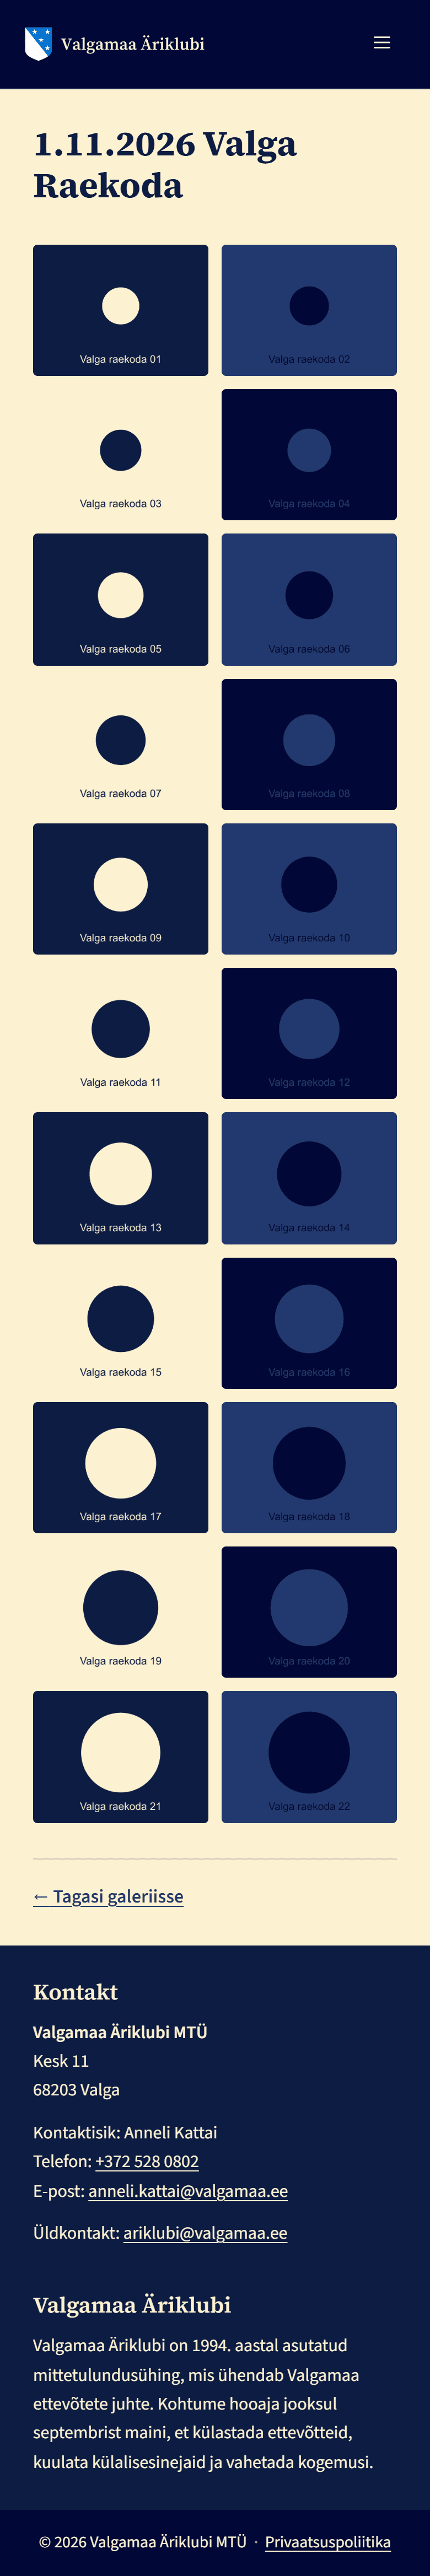 Valgamaa Äriklubi
1.11.2026 Valga
Raekoda
Valga raekoda 01
Valga raekoda 02
Valga raekoda 03
Valga raekoda 04
Valga raekoda 05
Valga raekoda 06
Valga raekoda 07
Valga raekoda 08
Valga raekoda 09
Valga raekoda 10
Valga raekoda 11
Valga raekoda 12
Valga raekoda 13
Valga raekoda 14
Valga raekoda 15
Valga raekoda 16
Valga raekoda 17
Valga raekoda 18
Valga raekoda 19
Valga raekoda 20
Valga raekoda 21
Valga raekoda 22
← Tagasi galeriisse
Kontakt
Valgamaa Äriklubi MTÜ
Kesk 11
68203 Valga
Kontaktisik: Anneli Kattai
Telefon: +372 528 0802
E-post: anneli.kattai@valgamaa.ee
Üldkontakt: ariklubi@valgamaa.ee
Valgamaa Äriklubi
Valgamaa Äriklubi on 1994. aastal asutatud
mittetulundusühing, mis ühendab Valgamaa
ettevõtete juhte. Kohtume hooaja jooksul
septembrist maini, et külastada ettevõtteid,
kuulata külalisesinejaid ja vahetada kogemusi.
© 2026 Valgamaa Äriklubi MTÜ · Privaatsuspoliitika